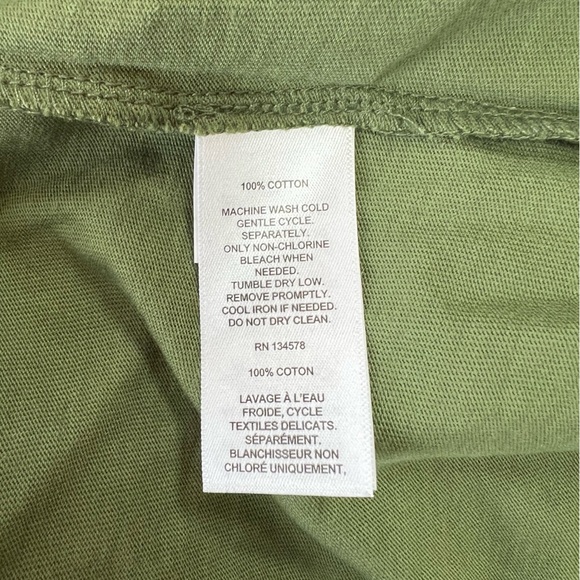 100% COTTON
MACHINE WASH COLD
GENTLE CYCLE.
SEPARATELY.
ONLY NON-CHLORINE
BLEACH WHEN
NEEDED.
TUMBLE DRY LOW.
REMOVE PROMPTLY.
COOL IRON IF NEEDED.
DO NOT DRY CLEAN.
RN 134578
100% COTON
LAVAGE À L'EAU
FROIDE, CYCLE
TEXTILES DELICATS.
SÉPARÉMENT.
BLANCHISSEUR NON
CHLORÉ UNIQUEMENT,